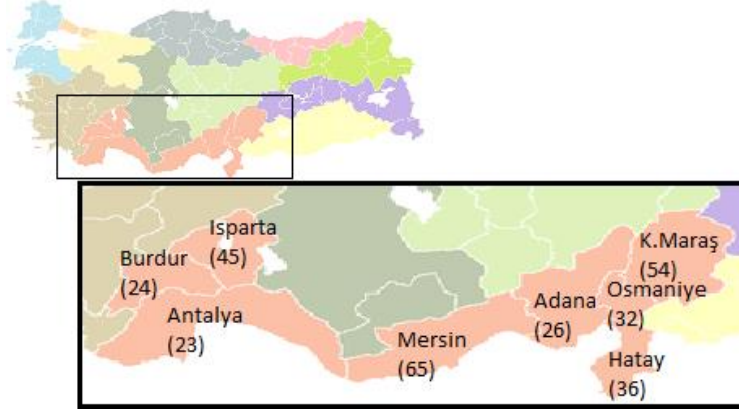 Isparta
(45)
Burdur
(24)
Antalya
(23)
Mersin
(65)
Adana
(26)
K.Maraş
(54)
Osmaniye
(32)
Hatay
(36)